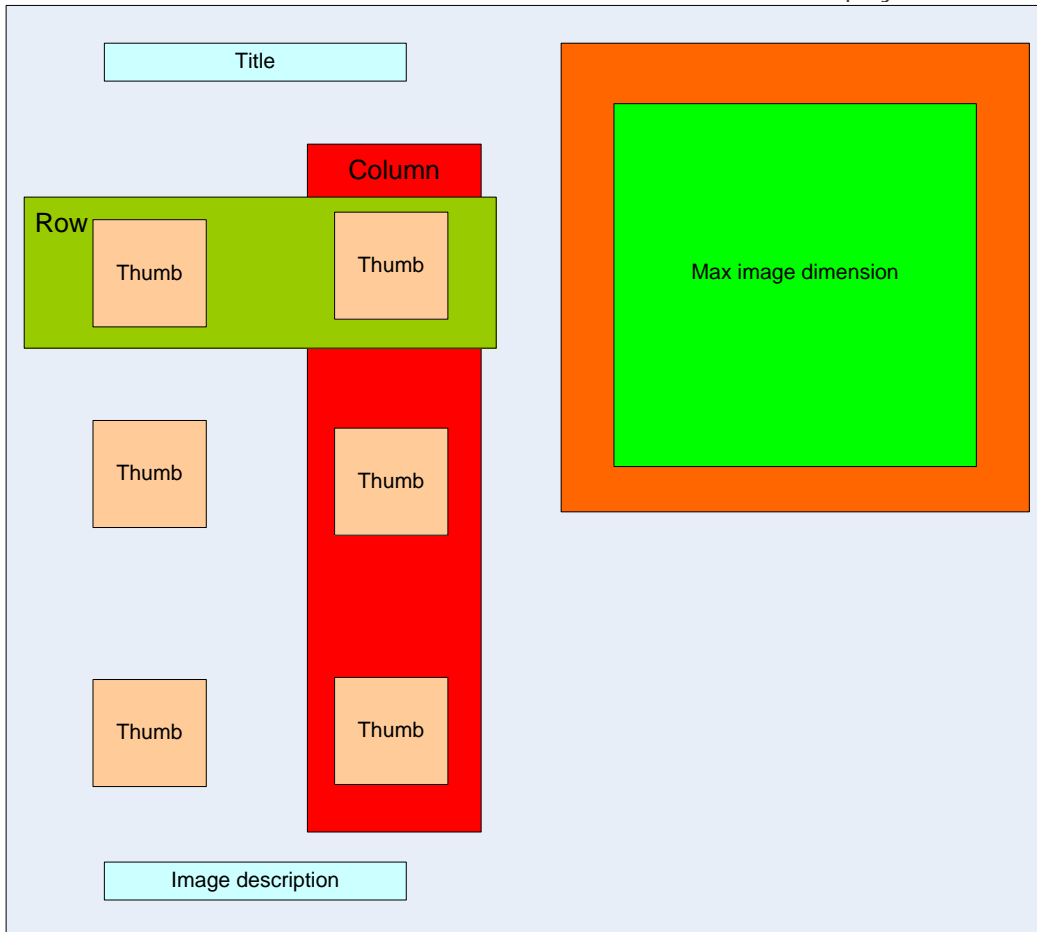 Title
Column
Row
Thumb
Thumb
Max image dimension
Thumb
Thumb
Thumb
Thumb
Image description